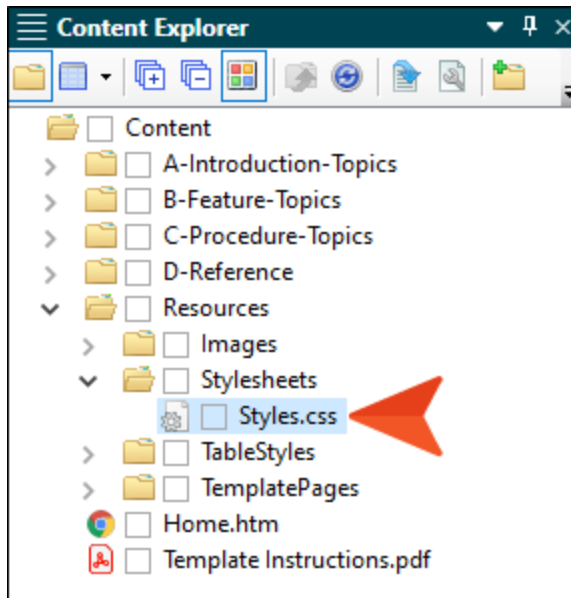 Content Explorer
Content
A-Introduction-Topics
B-Feature-Topics
C-Procedure-Topics
D-Reference
Resources
Images
Stylesheets
Styles.css
TableStyles
TemplatePages
Home.htm
Template Instructions.pdf